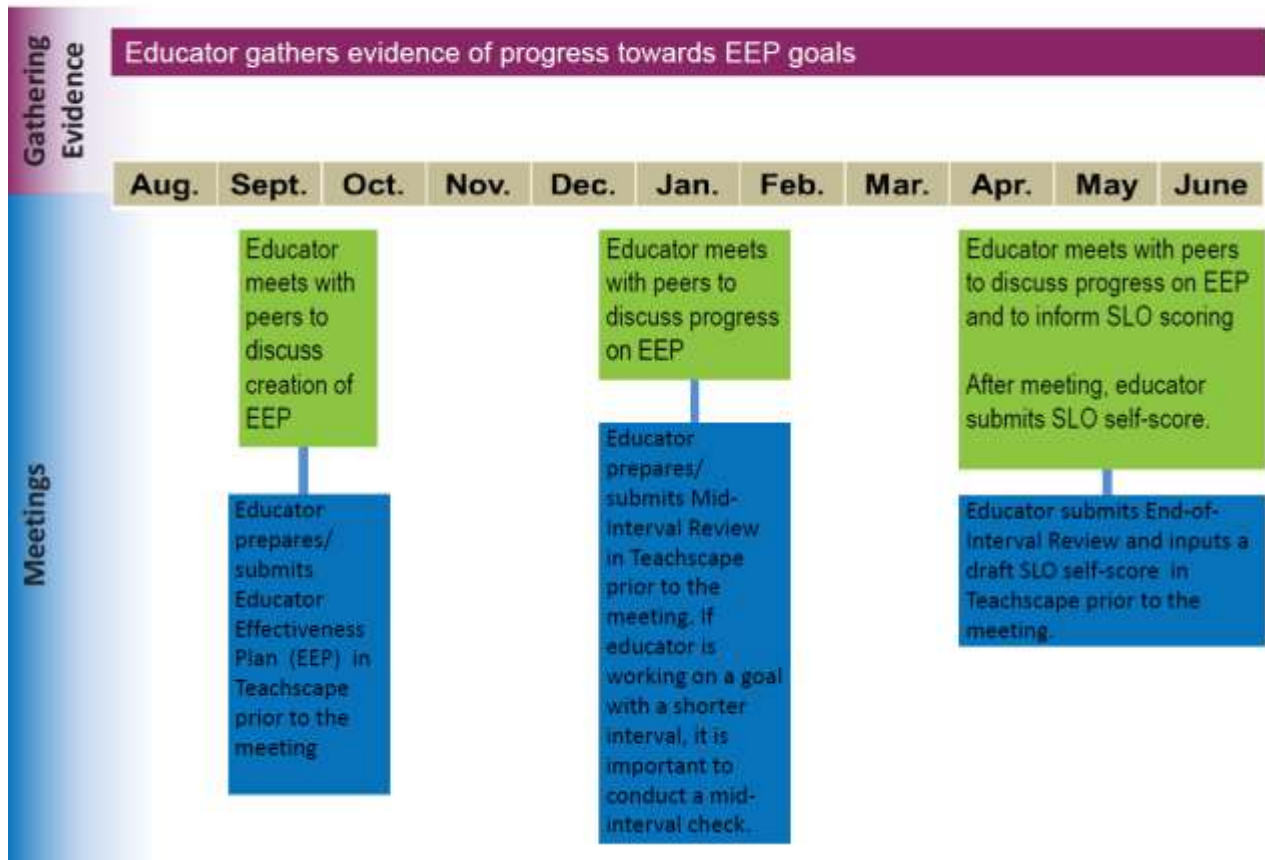 Gathering
Evidence
Educator gathers evidence of progress towards EEP goals
Aug. Sept. Oct. Nov. Dec. Jan. Feb. Mar. Apr. May June
Meetings
Educator
meets with
peers to
discuss
creation of
EEP
Educator
prepares/
submits
Educator
Effectiveness
Plan (EEP) in
Teachscape
prior to the
meeting
Educator meets
with peers to
discuss progress
on EEP
Educator
prepares/
submits Mid-
Interval Review
in Teachscape
prior to the
meeting. If
educator is
working on a goal
with a shorter
interval, it is
important to
conduct a mid-
interval check.
Educator meets with peers
to discuss progress on EEP
and to inform SLO scoring
After meeting, educator
submits SLO self-score.
Educator submits End-of-
Interval Review and inputs a
draft SLO self-score in
Teachscape prior to the
meeting.